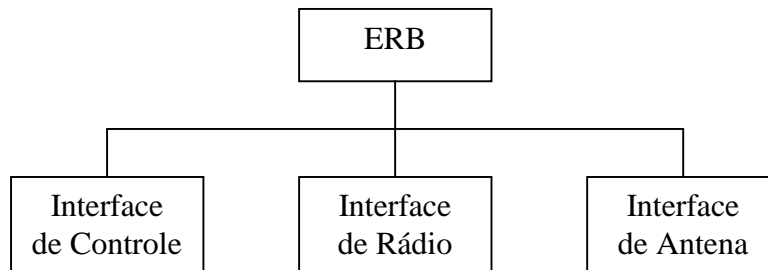 ERB
Interface
de Controle
Interface
de Rádio
Interface
de Antena